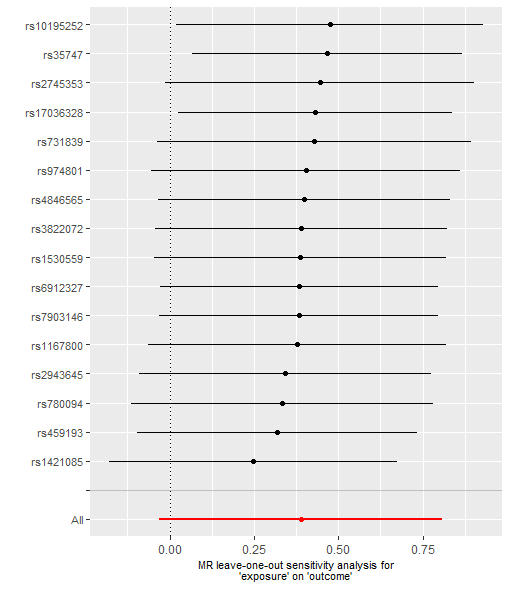 rs10195252
rs35747
rs2745353
rs17036328
rs731839
rs974801
rs4846565
rs3822072
rs1530559
rs6912327
rs7903146
rs1167800
rs2943645
rs780094
rs459193
rs1421085
All
0.00 0.25 0.50 0.75
MR leave-one-out sensitivity analysis for
'exposure' on 'outcome'